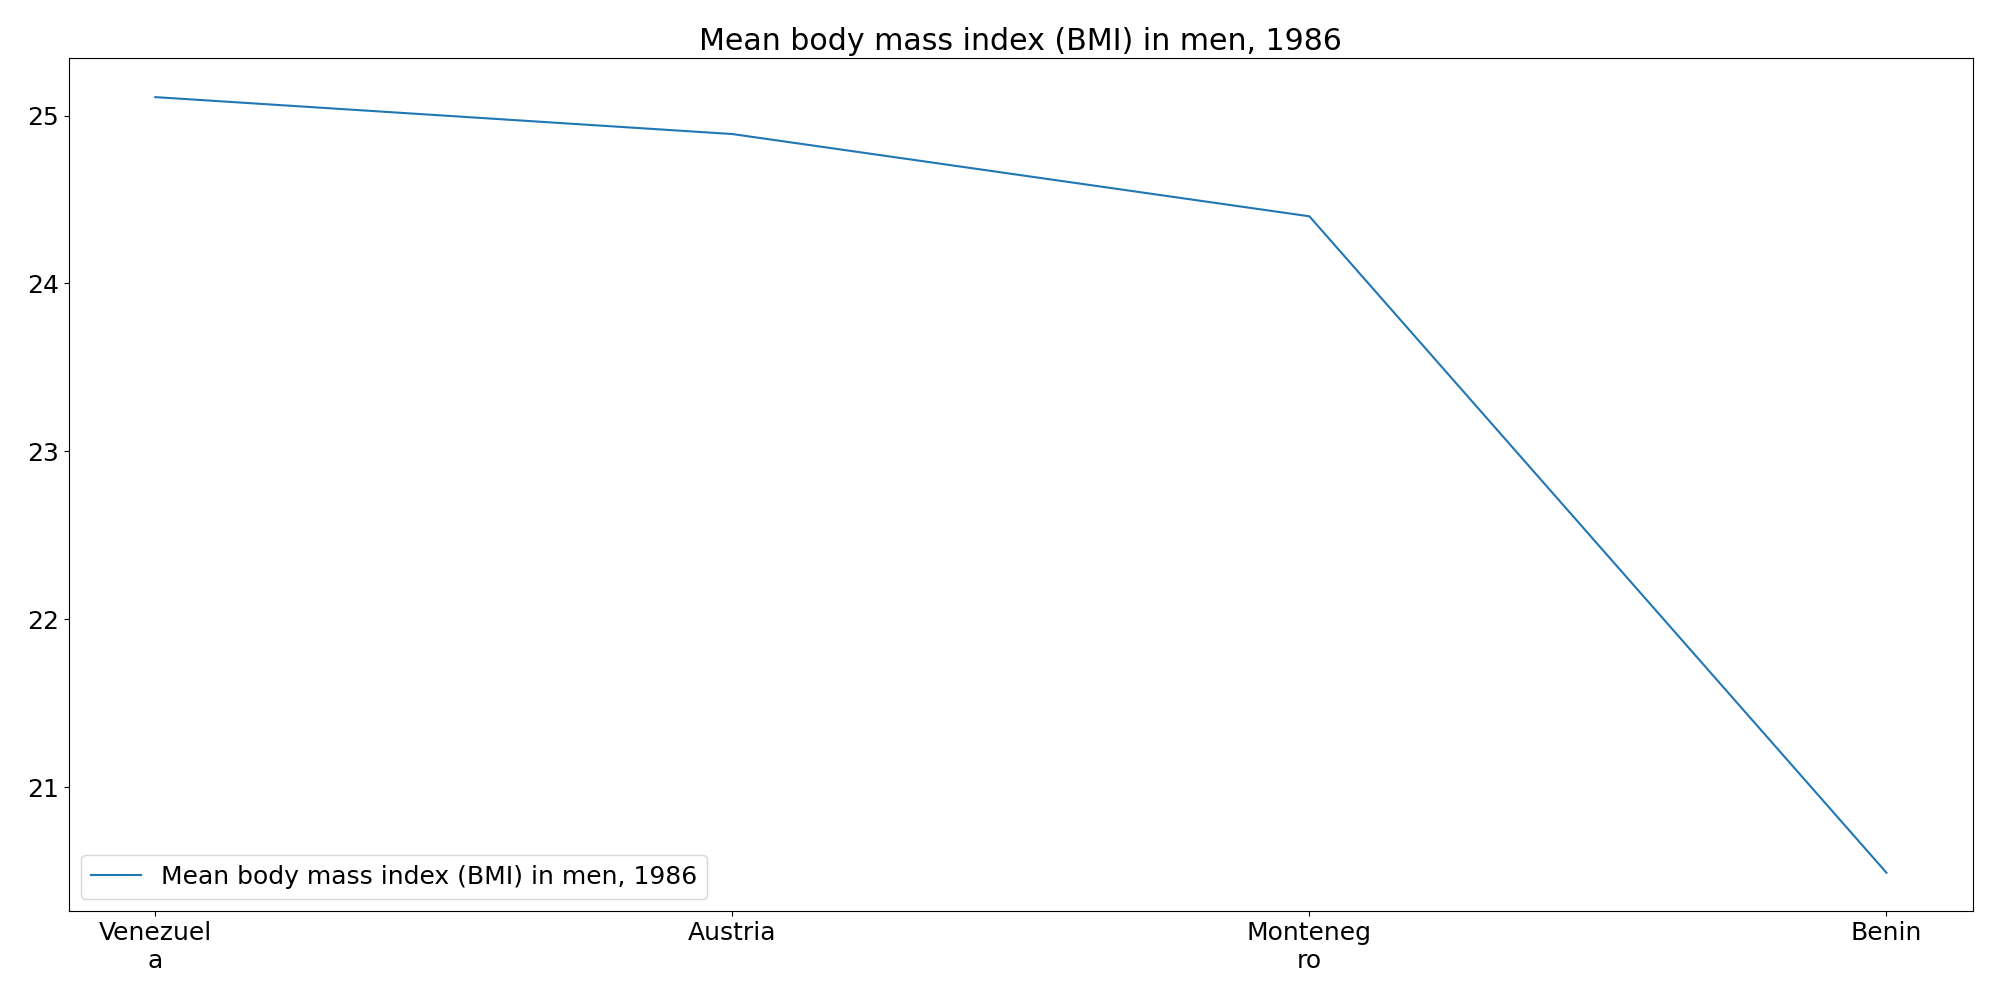 Mean body mass index (BMI) in men, 1986
25
24
23
22
21
Mean body mass index (BMI) in men, 1986
Venezuel
a
Austria
Monteneg
ro
Benin